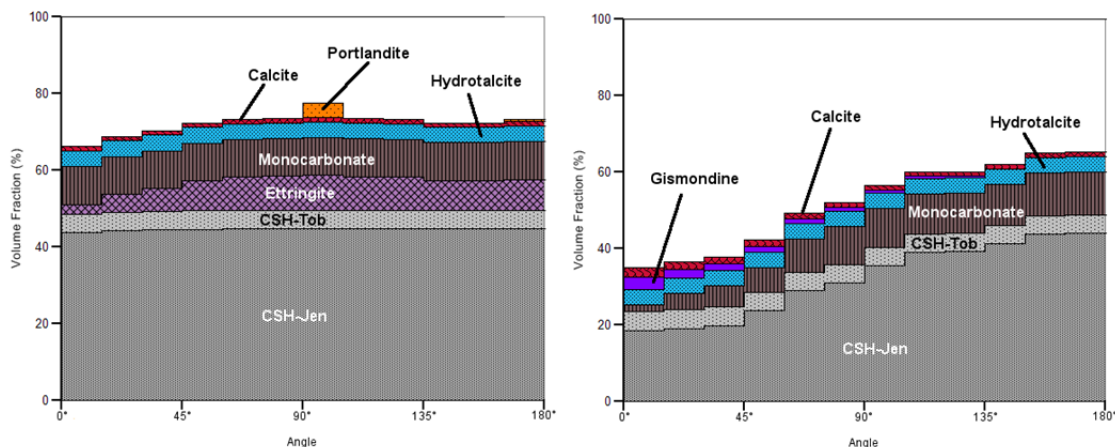 100
80
60
40
20
0
Volume Fraction (%)
0°
45°
90°
135°
180°
Angle
Portlandite
Calcite
Hydrotalcite
Monocarbonate
Ettringite
CSH-Tob
CSH-Jen
100
80
60
40
20
0
Volume Fraction (%)
0°
45°
90°
135°
180°
Angle
Calcite
Hydrotalcite
Gismondine
Monocarbonate
CSH-Tob
CSH-Jen